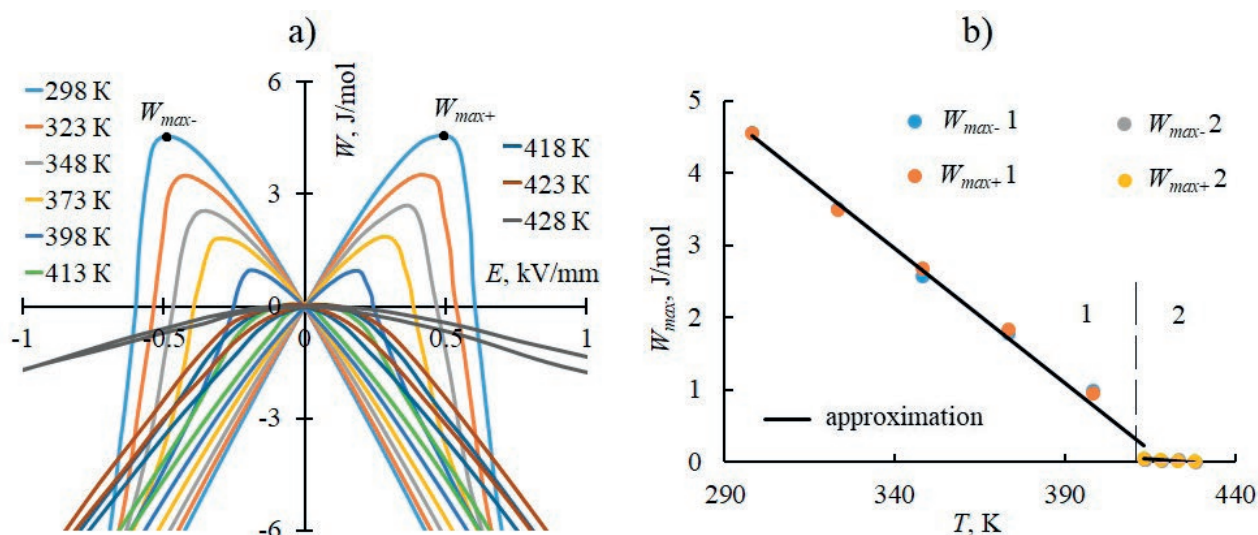 a)
6
W, J/mol
298 K
323 K
348 K
373 K
398 K
413 K
W_max-
W_max+
418 K
423 K
428 K
3
E, kV/mm
0
-1
-0.5
0
0.5
1
-3
-6
b)
5
4
3
2
1
0
W_max, J/mol
W_max- 1
W_max- 2
W_max+ 1
W_max+ 2
1
2
approximation
290
340
390
440
T, K